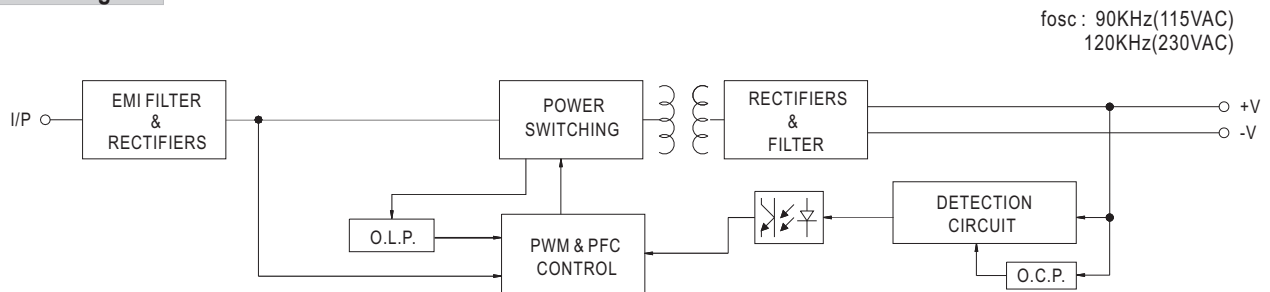 fosc : 90KHz(115VAC)
120KHz(230VAC)
I/P
EMI FILTER
&
RECTIFIERS
POWER
SWITCHING
RECTIFIERS
&
FILTER
+V
-V
O.L.P.
PWM & PFC
CONTROL
DETECTION
CIRCUIT
O.C.P.